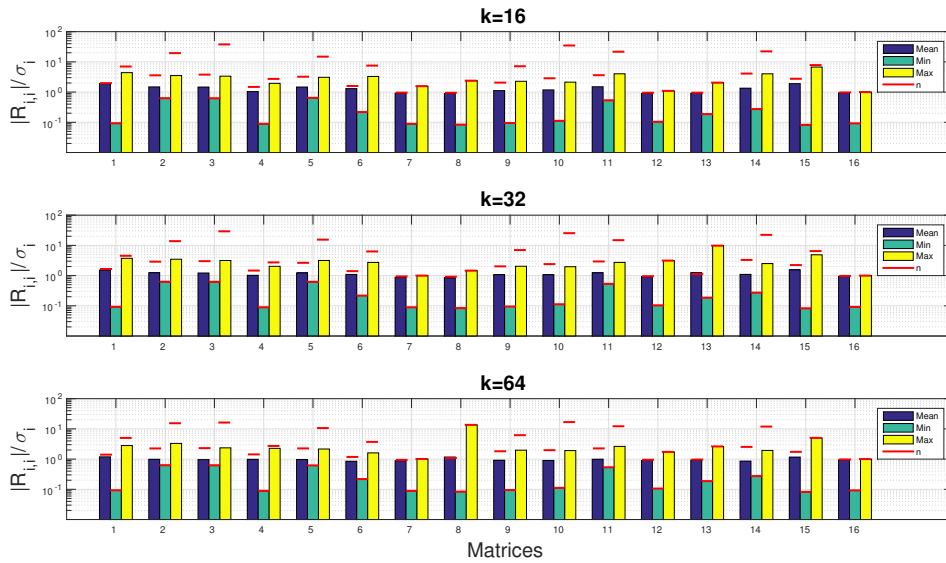 k=16
|R_{i,i}|/σ_i
10^2
10^1
10^0
10^{-1}
1 2 3 4 5 6 7 8 9 10 11 12 13 14 15 16
Mean
Min
Max
n
k=32
|R_{i,i}|/σ_i
10^2
10^1
10^0
10^{-1}
1 2 3 4 5 6 7 8 9 10 11 12 13 14 15 16
Mean
Min
Max
n
k=64
|R_{i,i}|/σ_i
10^2
10^1
10^0
10^{-1}
1 2 3 4 5 6 7 8 9 10 11 12 13 14 15 16
Mean
Min
Max
n
Matrices